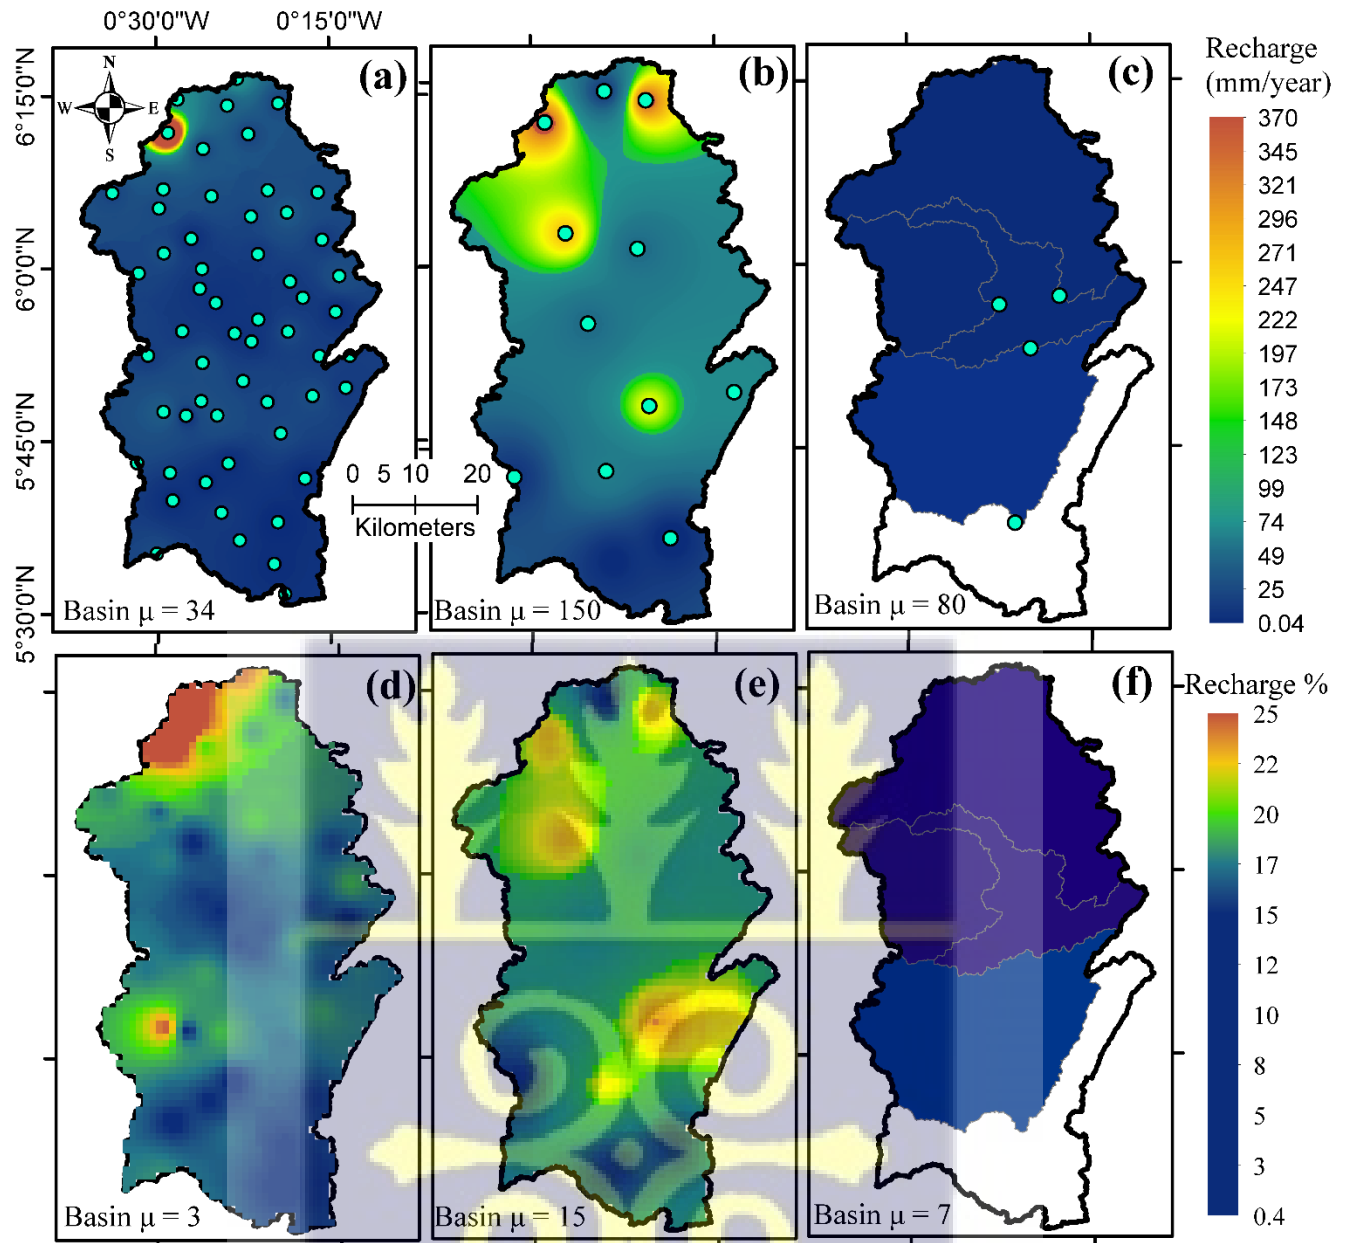 0°30'0"W 0°15'0"W
6°15'0"N
6°0'0"N
5°45'0"N
5°30'0"N
N
W E
S
(a)
Basin μ = 34
(b)
Basin μ = 150
(c)
Basin μ = 80
0 5 10 20
Kilometers
Recharge
(mm/year)
370
345
321
296
271
247
222
197
173
148
123
99
74
49
25
0.04
(d)
Basin μ = 3
(e)
Basin μ = 15
(f)
Basin μ = 7
Recharge %
25
22
20
17
15
12
10
8
5
3
0.4